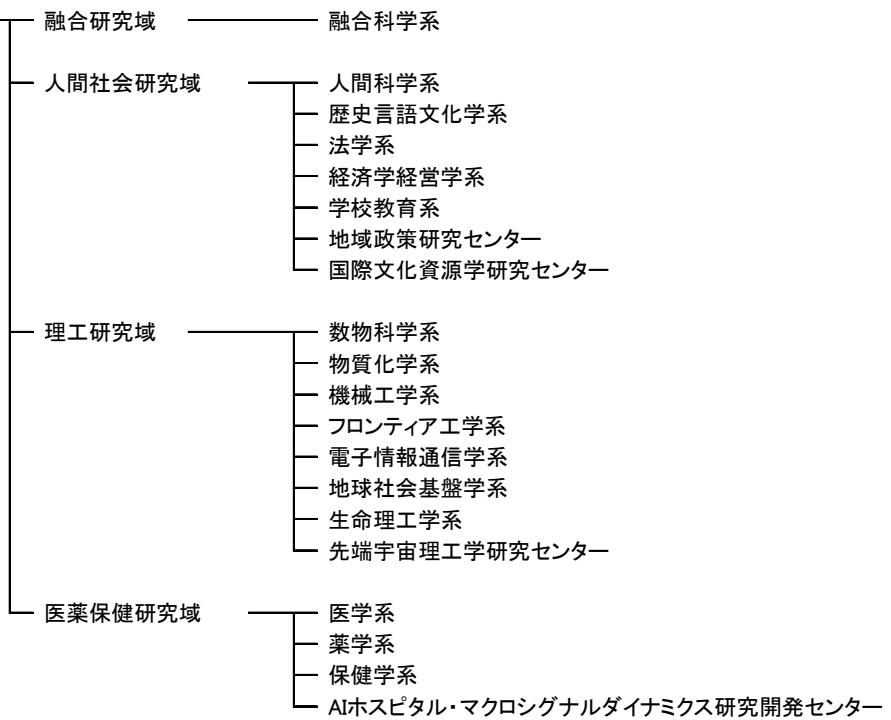 融合研究域 融合科学系
人間社会研究域 人間科学系
歴史言語文化学系
法学系
経済学経営学系
学校教育系
地域政策研究センター
国際文化資源学研究センター
理工研究域 数物科学系
物質化学系
機械工学系
フロンティア工学系
電子情報通信学系
地球社会基盤学系
生命理工学系
先端宇宙理工学研究センター
医薬保健研究域 医学系
薬学系
保健学系
AIホスピタル・マクロシグナルダイナミクス研究開発センター